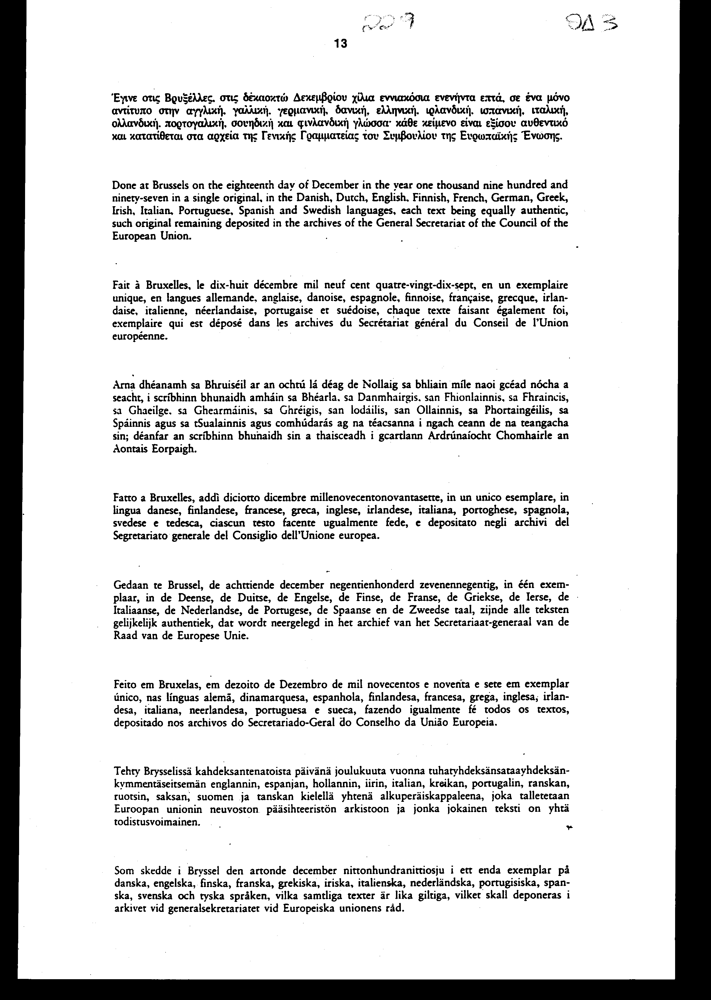 229
ΘΔ 3
13
Έγινε στις Βρυξέλλες, στις δέκαοκτώ Δεκεμβρίου χίλια εννιακόσια ενενήντα επτά, σε ένα μόνο
αντίτυπο στην αγγλική, γαλλική, γερμανική, δανική, ελληνική, ιρλανδική, ισπανική, ιταλική,
ολλανδική, πορτογαλική, σουηδική και φινλανδική γλώσσα· κάθε κείμενο είναι εξίσου αυθεντικό
και κατατίθεται στα αρχεία της Γενικής Γραμματείας του Συμβουλίου της Ευρωπαϊκής Ένωσης.
Done at Brussels on the eighteenth day of December in the year one thousand nine hundred and
ninety-seven in a single original, in the Danish, Dutch, English, Finnish, French, German, Greek,
Irish, Italian, Portuguese, Spanish and Swedish languages, each text being equally authentic,
such original remaining deposited in the archives of the General Secretariat of the Council of the
European Union.
Fait à Bruxelles, le dix-huit décembre mil neuf cent quatre-vingt-dix-sept, en un exemplaire
unique, en langues allemande, anglaise, danoise, espagnole, finnoise, française, grecque, irlan-
daise, italienne, néerlandaise, portugaise et suédoise, chaque texte faisant également foi,
exemplaire qui est déposé dans les archives du Secrétariat général du Conseil de l'Union
européenne.
Arna dhéanamh sa Bhruiséil ar an ochtú lá déag de Nollaig sa bhliain míle naoi gcéad nócha a
seacht, i scríbhinn bhunaidh amháin sa Bhéarla, sa Danmhairgis, san Fhionlainnis, sa Fhraincis,
sa Ghaeilge, sa Ghearmáinis, sa Ghréigis, san Iodáilis, san Ollainnis, sa Phortaingéilis, sa
Spáinnis agus sa tSualainnis agus comhúdarás ag na téacsanna i ngach ceann de na teangacha
sin; déanfar an scríbhinn bhunaidh sin a thaisceadh i gcartlann Ardrúnaíocht Chomhairle an
Aontais Eorpaigh.
Fatto a Bruxelles, addì diciotto dicembre millenovecentonovantasette, in un unico esemplare, in
lingua danese, finlandese, francese, greca, inglese, irlandese, italiana, portoghese, spagnola,
svedese e tedesca, ciascun testo facente ugualmente fede, e depositato negli archivi del
Segretariato generale del Consiglio dell'Unione europea.
Gedaan te Brussel, de achttiende december negentienhonderd zevenennegentig, in één exem-
plaar, in de Deense, de Duitse, de Engelse, de Finse, de Franse, de Griekse, de Ierse, de
Italiaanse, de Nederlandse, de Portugese, de Spaanse en de Zweedse taal, zijnde alle teksten
gelijkelijk authentiek, dat wordt neergelegd in het archief van het Secretariaat-generaal van de
Raad van de Europese Unie.
Feito em Bruxelas, em dezoito de Dezembro de mil novecentos e noventa e sete em exemplar
único, nas línguas alemã, dinamarquesa, espanhola, finlandesa, francesa, grega, inglesa, irlan-
desa, italiana, neerlandesa, portuguesa e sueca, fazendo igualmente fé todos os textos,
depositado nos archivos do Secretariado-Geral do Conselho da União Europeia.
Tehty Brysselissä kahdeksantenatoista päivänä joulukuuta vuonna tuhatyhdeksänsataayhdeksän-
kymmentäseitsemän englannin, espanjan, hollannin, iirin, italian, kreikan, portugalin, ranskan,
ruotsin, saksan, suomen ja tanskan kielellä yhtenä alkuperäiskappaleena, joka talletetaan
Euroopan unionin neuvoston pääsihteeristön arkistoon ja jonka jokainen teksti on yhtä
todistusvoimainen.
Som skedde i Bryssel den artonde december nittonhundranittiosju i ett enda exemplar på
danska, engelska, finska, franska, grekiska, iriska, italienska, nederländska, portugisiska, span-
ska, svenska och tyska språken, vilka samtliga texter är lika giltiga, vilket skall deponeras i
arkivet vid generalsekretariatet vid Europeiska unionens råd.